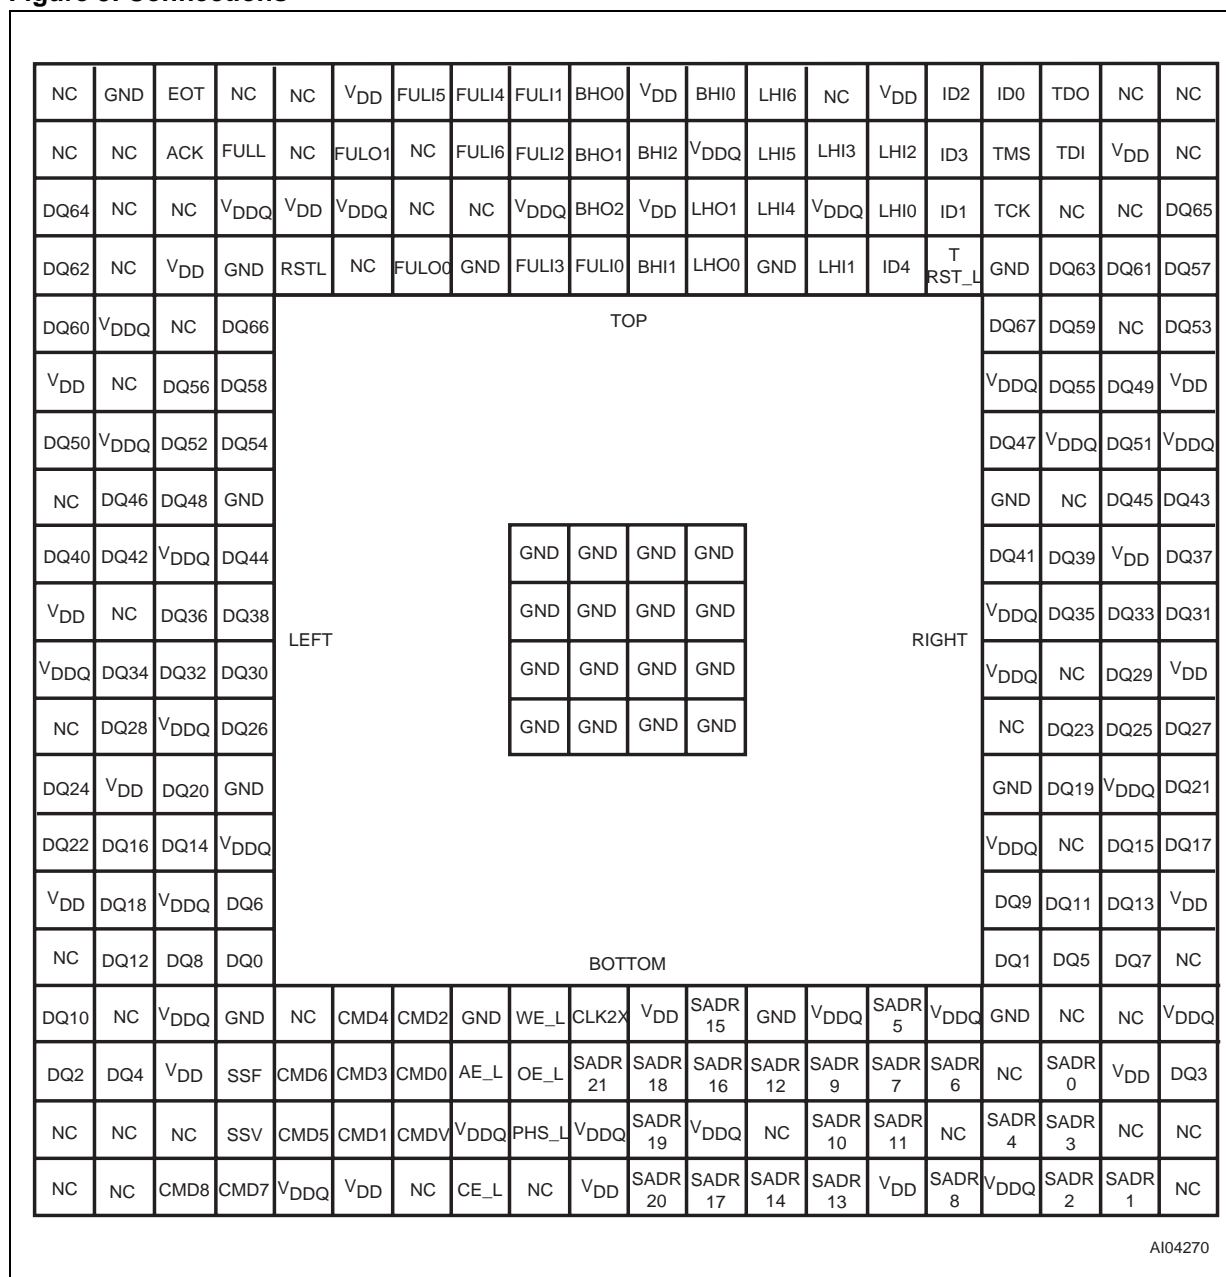 NC GND EOT NC NC VDD FULI5 FULI4 FULI1 BHO0 VDD BHI0 LHI6 NC VDD ID2 ID0 TDO NC NC
NC NC ACK FULL NC FULO1 NC FULI6 FULI2 BHO1 BHI2 VDDQ LHI5 LHI3 LHI2 ID3 TMS TDI VDD NC
DQ64 NC NC VDDQ VDD VDDQ NC NC VDDQ BHO2 VDD LHO1 LHI4 VDDQ LHI0 ID1 TCK NC NC DQ65
DQ62 NC VDD GND RSTL NC FULO0 GND FULI3 FULI0 BHI1 LHO0 GND LHI1 ID4 T RST_L GND DQ63 DQ61 DQ57
DQ60 VDDQ NC DQ66 TOP DQ67 DQ59 NC DQ53
VDD NC DQ56 DQ58 VDDQ DQ55 DQ49 VDD
DQ50 VDDQ DQ52 DQ54 DQ47 VDDQ DQ51 VDDQ
NC DQ46 DQ48 GND GND NC DQ45 DQ43
DQ40 DQ42 VDDQ DQ44 GND GND GND GND DQ41 DQ39 VDD DQ37
VDD NC DQ36 DQ38 GND GND GND GND VDDQ DQ35 DQ33 DQ31
LEFT RIGHT
VDDQ DQ34 DQ32 DQ30 GND GND GND GND VDDQ NC DQ29 VDD
NC DQ28 VDDQ DQ26 GND GND GND GND NC DQ23 DQ25 DQ27
DQ24 VDD DQ20 GND GND DQ19 VDDQ DQ21
DQ22 DQ16 DQ14 VDDQ VDDQ NC DQ15 DQ17
VDD DQ18 VDDQ DQ6 DQ9 DQ11 DQ13 VDD
NC DQ12 DQ8 DQ0 BOTTOM DQ1 DQ5 DQ7 NC
DQ10 NC VDDQ GND NC CMD4 CMD2 GND WE_L CLK2X VDD SADR 15 GND VDDQ SADR 5 VDDQ GND NC NC VDDQ
DQ2 DQ4 VDD SSF CMD6 CMD3 CMD0 AE_L OE_L SADR 21 SADR 18 SADR 16 SADR 12 SADR 9 SADR 7 SADR 6 NC SADR 0 VDD DQ3
NC NC NC SSV CMD5 CMD1 CMDV VDDQ PHS_L VDDQ SADR 19 VDDQ NC SADR 10 SADR 11 NC SADR 4 SADR 3 NC NC
NC NC CMD8 CMD7 VDDQ VDD NC CE_L NC VDD SADR 20 SADR 17 SADR 14 SADR 13 VDD SADR 8 VDDQ SADR 2 SADR 1 NC
AI04270